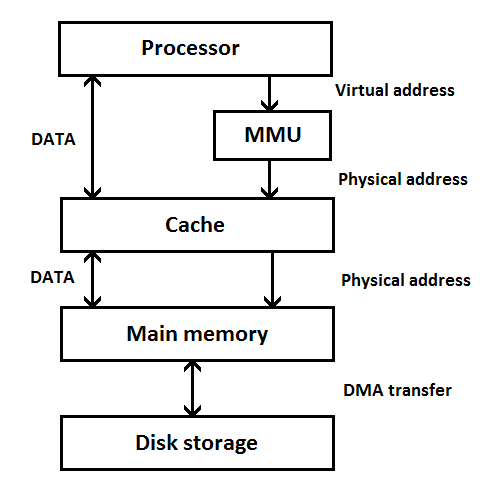 Processor
Virtual address
MMU
DATA
Physical address
Cache
DATA
Physical address
Main memory
DMA transfer
Disk storage